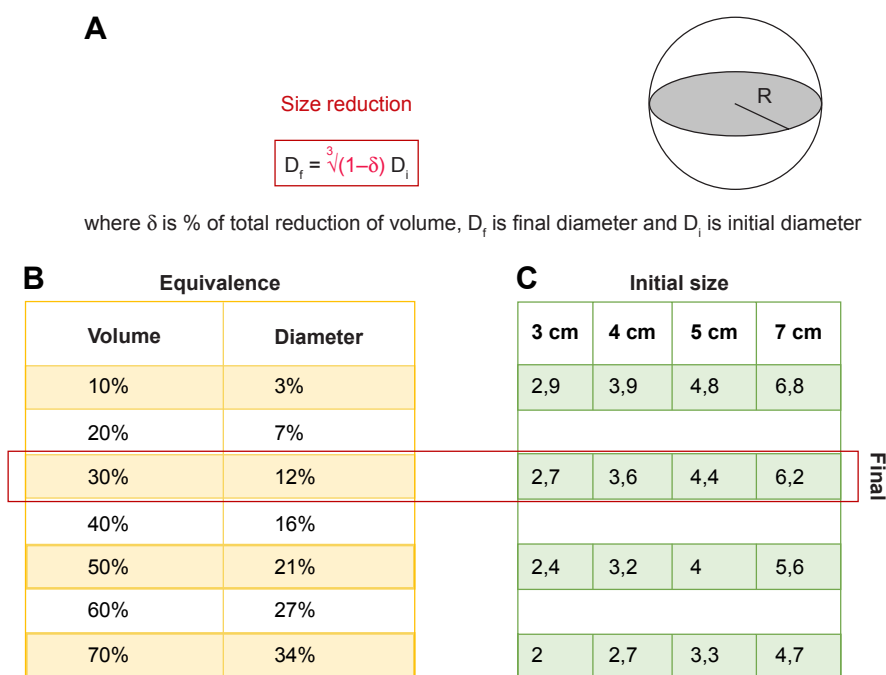 A
R
Size reduction
D_f = ³√(1–δ) D_i
where δ is % of total reduction of volume, D_f is final diameter and D_i is initial diameter
B Equivalence
Volume Diameter
10% 3%
20% 7%
30% 12%
40% 16%
50% 21%
60% 27%
70% 34%
C Initial size
3 cm 4 cm 5 cm 7 cm
2,9 3,9 4,8 6,8
2,7 3,6 4,4 6,2
2,4 3,2 4 5,6
2 2,7 3,3 4,7
Final